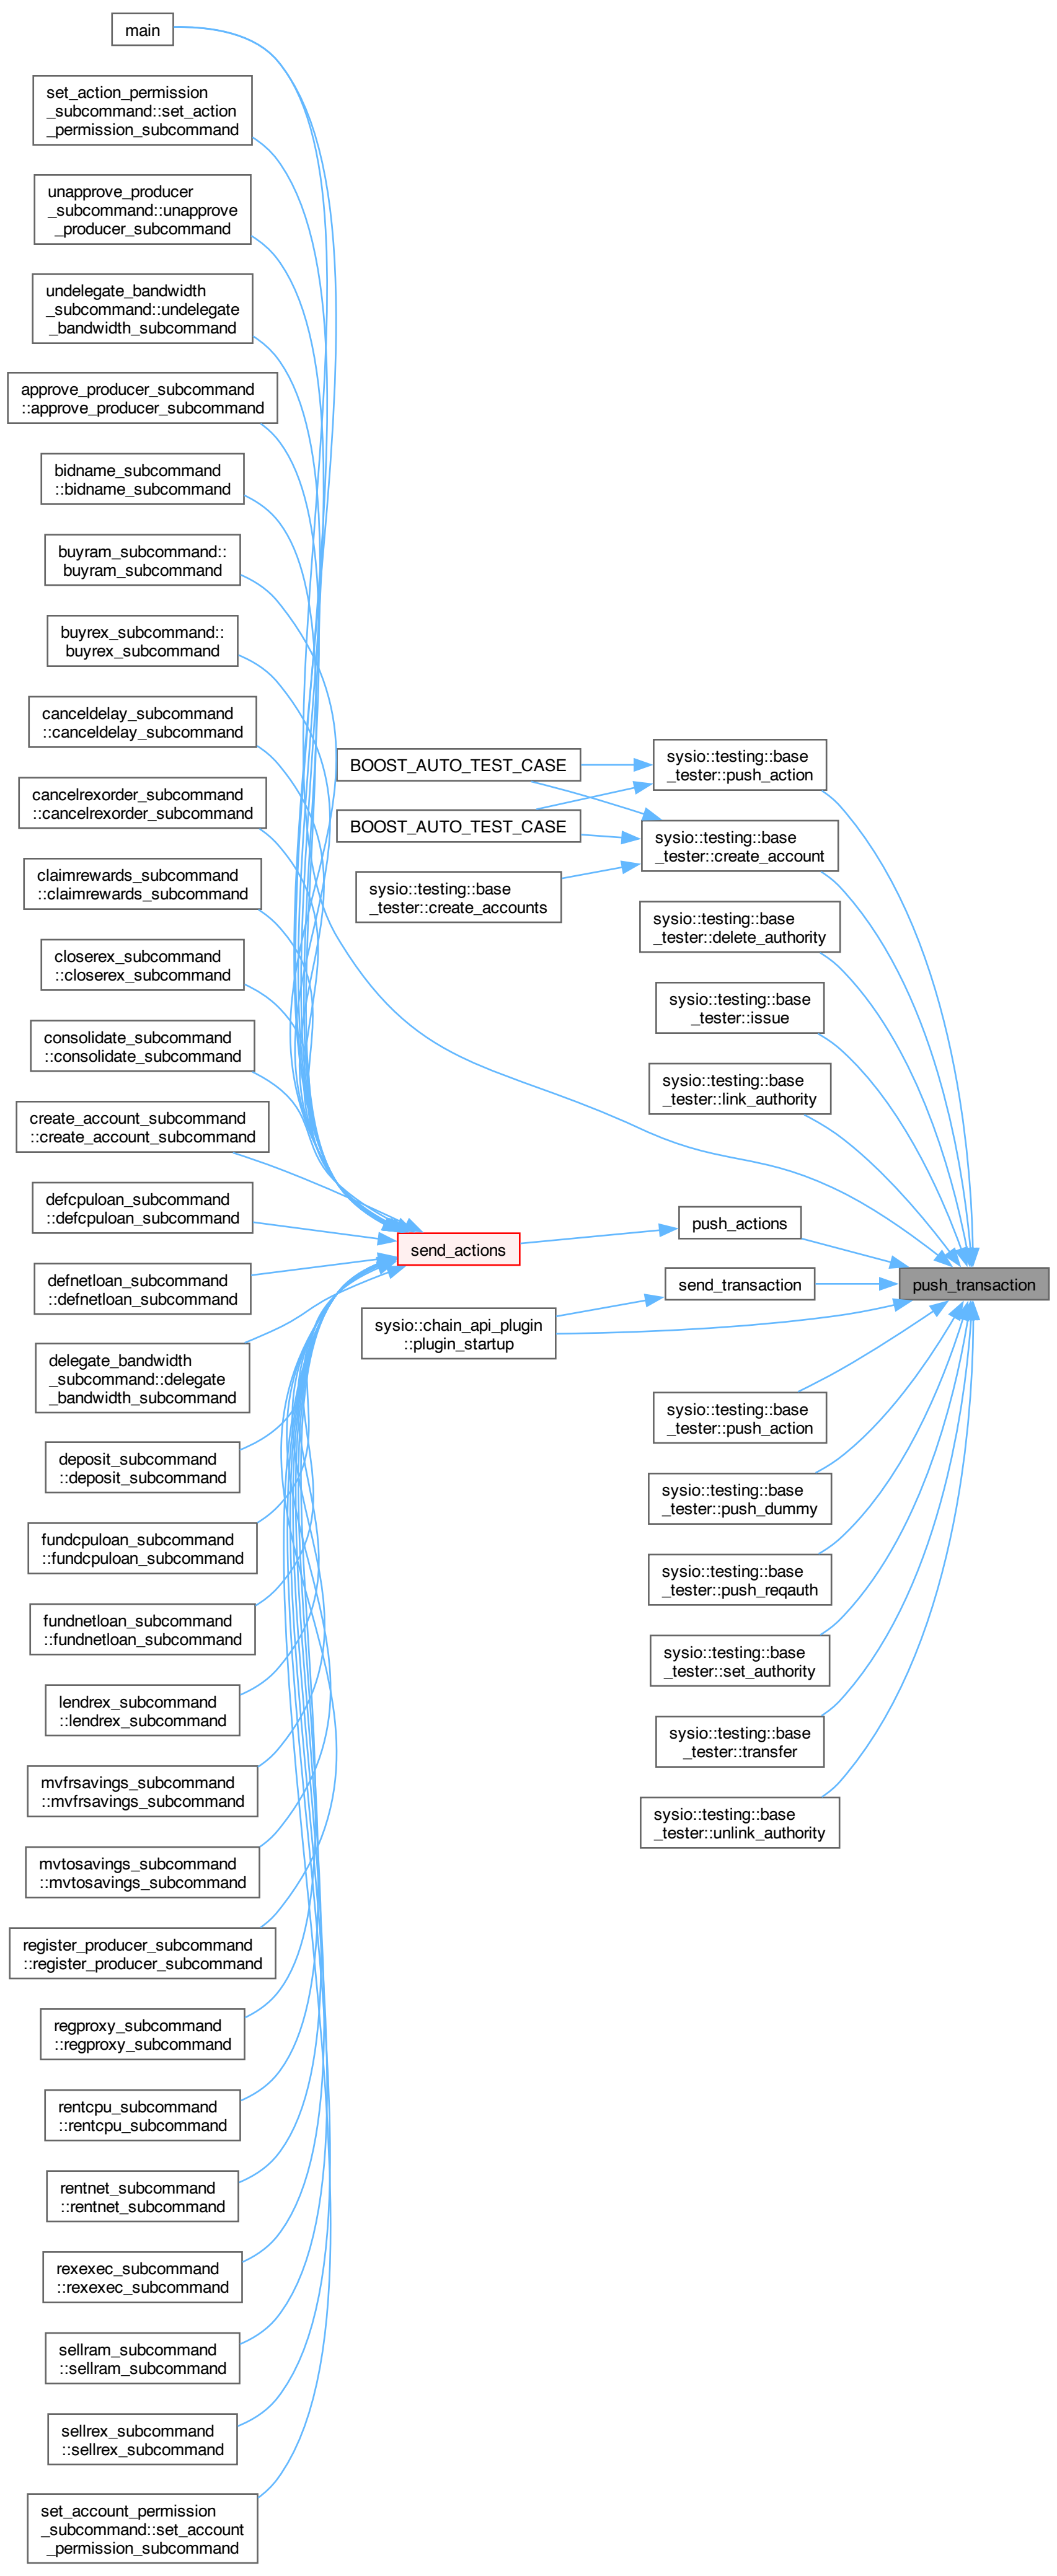 main
set_action_permission
_subcommand::set_action
_permission_subcommand
unapprove_producer
_subcommand::unapprove
_producer_subcommand
undelegate_bandwidth
_subcommand::undelegate
_bandwidth_subcommand
approve_producer_subcommand
::approve_producer_subcommand
bidname_subcommand
::bidname_subcommand
buyram_subcommand::
buyram_subcommand
buyrex_subcommand::
buyrex_subcommand
canceldelay_subcommand
::canceldelay_subcommand
cancelrexorder_subcommand
::cancelrexorder_subcommand
claimrewards_subcommand
::claimrewards_subcommand
closerex_subcommand
::closerex_subcommand
consolidate_subcommand
::consolidate_subcommand
create_account_subcommand
::create_account_subcommand
defcpuloan_subcommand
::defcpuloan_subcommand
defnetloan_subcommand
::defnetloan_subcommand
delegate_bandwidth
_subcommand::delegate
_bandwidth_subcommand
deposit_subcommand
::deposit_subcommand
fundcpuloan_subcommand
::fundcpuloan_subcommand
fundnetloan_subcommand
::fundnetloan_subcommand
lendrex_subcommand
::lendrex_subcommand
mvfrsavings_subcommand
::mvfrsavings_subcommand
mvtosavings_subcommand
::mvtosavings_subcommand
register_producer_subcommand
::register_producer_subcommand
regproxy_subcommand
::regproxy_subcommand
rentcpu_subcommand
::rentcpu_subcommand
rentnet_subcommand
::rentnet_subcommand
rexexec_subcommand
::rexexec_subcommand
sellram_subcommand
::sellram_subcommand
sellrex_subcommand
::sellrex_subcommand
set_account_permission
_subcommand::set_account
_permission_subcommand
BOOST_AUTO_TEST_CASE
BOOST_AUTO_TEST_CASE
sysio::testing::base
_tester::create_accounts
send_actions
sysio::chain_api_plugin
::plugin_startup
sysio::testing::base
_tester::push_action
sysio::testing::base
_tester::create_account
sysio::testing::base
_tester::delete_authority
sysio::testing::base
_tester::issue
sysio::testing::base
_tester::link_authority
push_actions
send_transaction
sysio::testing::base
_tester::push_action
sysio::testing::base
_tester::push_dummy
sysio::testing::base
_tester::push_reqauth
sysio::testing::base
_tester::set_authority
sysio::testing::base
_tester::transfer
sysio::testing::base
_tester::unlink_authority
push_transaction